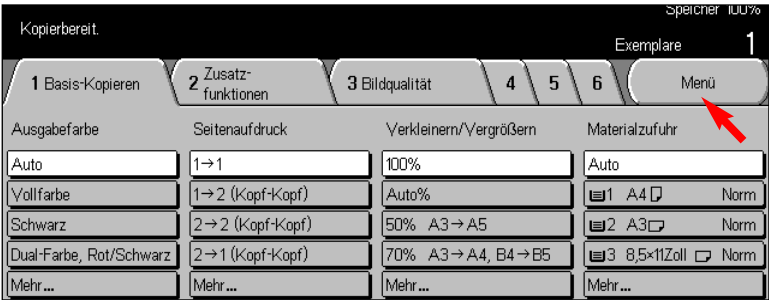 Speicher 100%
Kopierbereit.
Exemplare 1
1 Basis-Kopieren
2 Zusatz-
funktionen
3 Bildqualität
4
5
6
Menü
Ausgabefarbe
Auto
Vollfarbe
Schwarz
Dual-Farbe, Rot/Schwarz
Mehr...
Seitenaufdruck
1→1
1→2 (Kopf-Kopf)
2→2 (Kopf-Kopf)
2→1 (Kopf-Kopf)
Mehr...
Verkleinern/Vergrößern
100%
Auto%
50% A3→A5
70% A3→A4, B4→B5
Mehr...
Materialzufuhr
Auto
1 A4 Norm
2 A3 Norm
3 8,5×11Zoll Norm
Mehr...